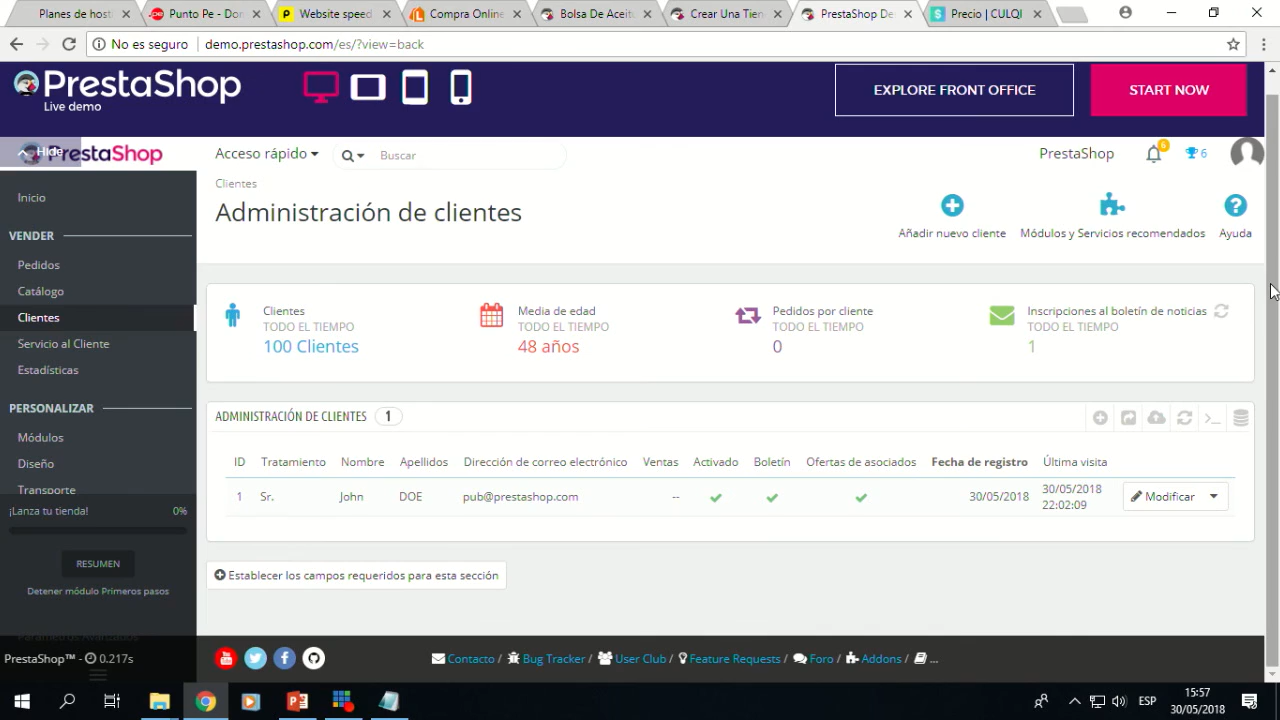 Planes de hosti
Punto Pe - Dor
Website speed
Compra Online
Bolsa De Aceitu
Crear Una Tien
PrestaShop De
Precio | CULQI
No es seguro
demo.prestashop.com/es/?view=back
PrestaShop
Live demo
EXPLORE FRONT OFFICE
START NOW
Hide
PrestaShop
Acceso rápido
Buscar
PrestaShop
6
6
Inicio
VENDER
Pedidos
Catálogo
Clientes
Servicio al Cliente
Estadísticas
PERSONALIZAR
Módulos
Diseño
Transporte
¡Lanza tu tienda!
0%
RESUMEN
Detener módulo Primeros pasos
Parámetros Avanzados
PrestaShop™ - 0.217s
Clientes
Administración de clientes
Añadir nuevo cliente
Módulos y Servicios recomendados
Ayuda
Clientes
TODO EL TIEMPO
100 Clientes
Media de edad
TODO EL TIEMPO
48 años
Pedidos por cliente
TODO EL TIEMPO
0
Inscripciones al boletín de noticias
TODO EL TIEMPO
1
ADMINISTRACIÓN DE CLIENTES 1
ID Tratamiento Nombre Apellidos Dirección de correo electrónico Ventas Activado Boletín Ofertas de asociados Fecha de registro Última visita
1 Sr. John DOE pub@prestashop.com -- 30/05/2018 30/05/2018 22:02:09 Modificar
Establecer los campos requeridos para esta sección
Contacto / Bug Tracker / User Club / Feature Requests / Foro / Addons / ...
ESP
15:57
30/05/2018